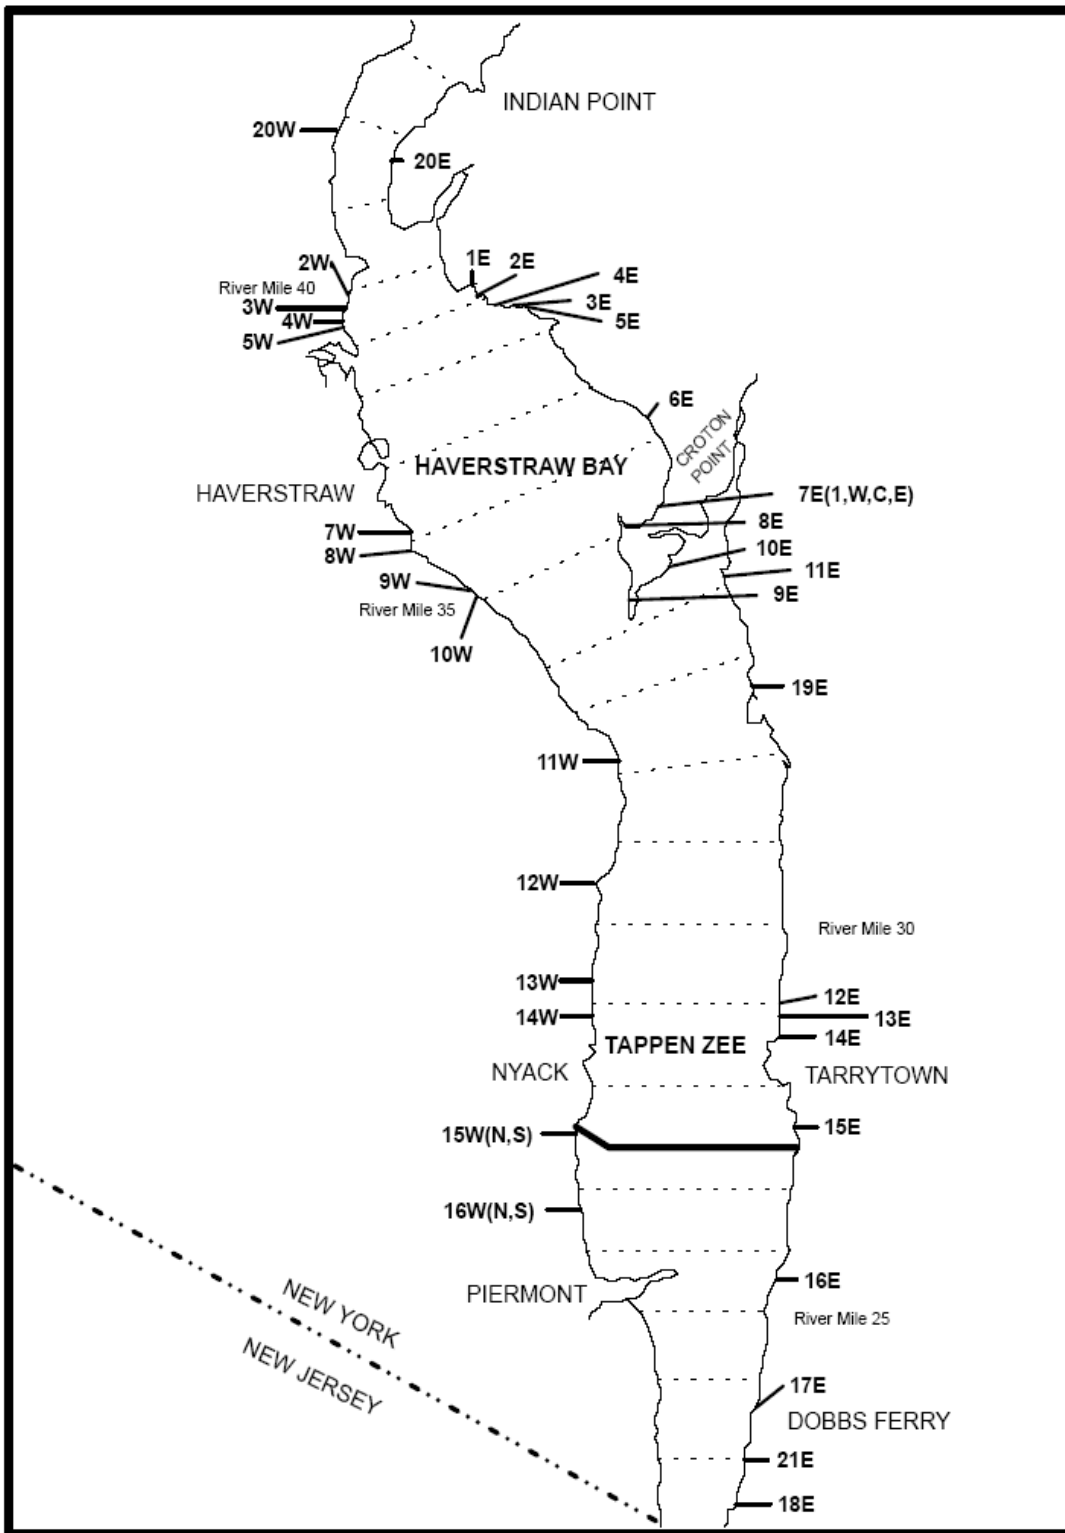 INDIAN POINT
20W
20E
1E
2E
2W
4E
River Mile 40
3W
3E
4W
5E
5W
6E
CROTON
POINT
HAVERSTRAW BAY
HAVERSTRAW
7E(1,W,C,E)
8E
7W
8W
10E
11E
9W
9E
River Mile 35
10W
19E
11W
12W
River Mile 30
13W
12E
14W
13E
14E
TAPPEN ZEE
NYACK
TARRYTOWN
15W(N,S)
15E
16W(N,S)
16E
PIERMONT
NEW YORK
River Mile 25
NEW JERSEY
17E
DOBBS FERRY
21E
18E